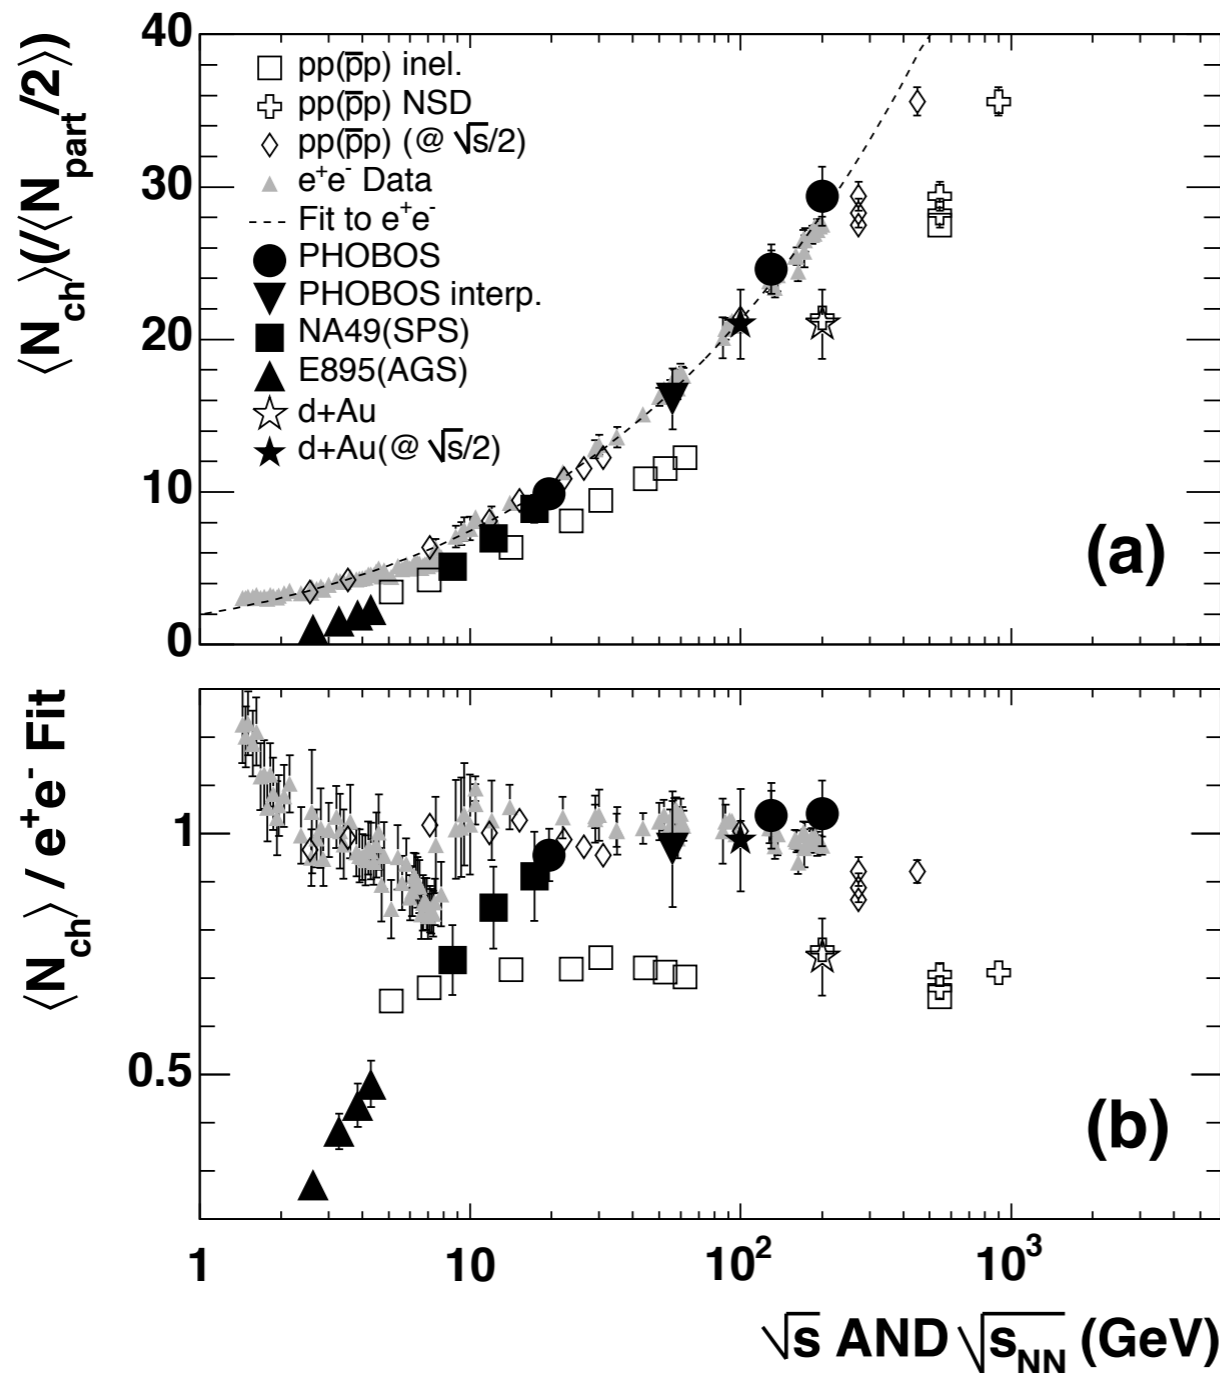 ⟨N_ch⟩(/⟨N_part/2⟩)
40
30
20
10
0
pp(p̅p) inel.
pp(p̅p) NSD
pp(p̅p) (@ √s/2)
e⁺e⁻ Data
Fit to e⁺e⁻
PHOBOS
PHOBOS interp.
NA49(SPS)
E895(AGS)
d+Au
d+Au(@ √s/2)
(a)
⟨N_ch⟩ / e⁺e⁻ Fit
1
0.5
(b)
1 10 10² 10³
√s AND √s_NN (GeV)